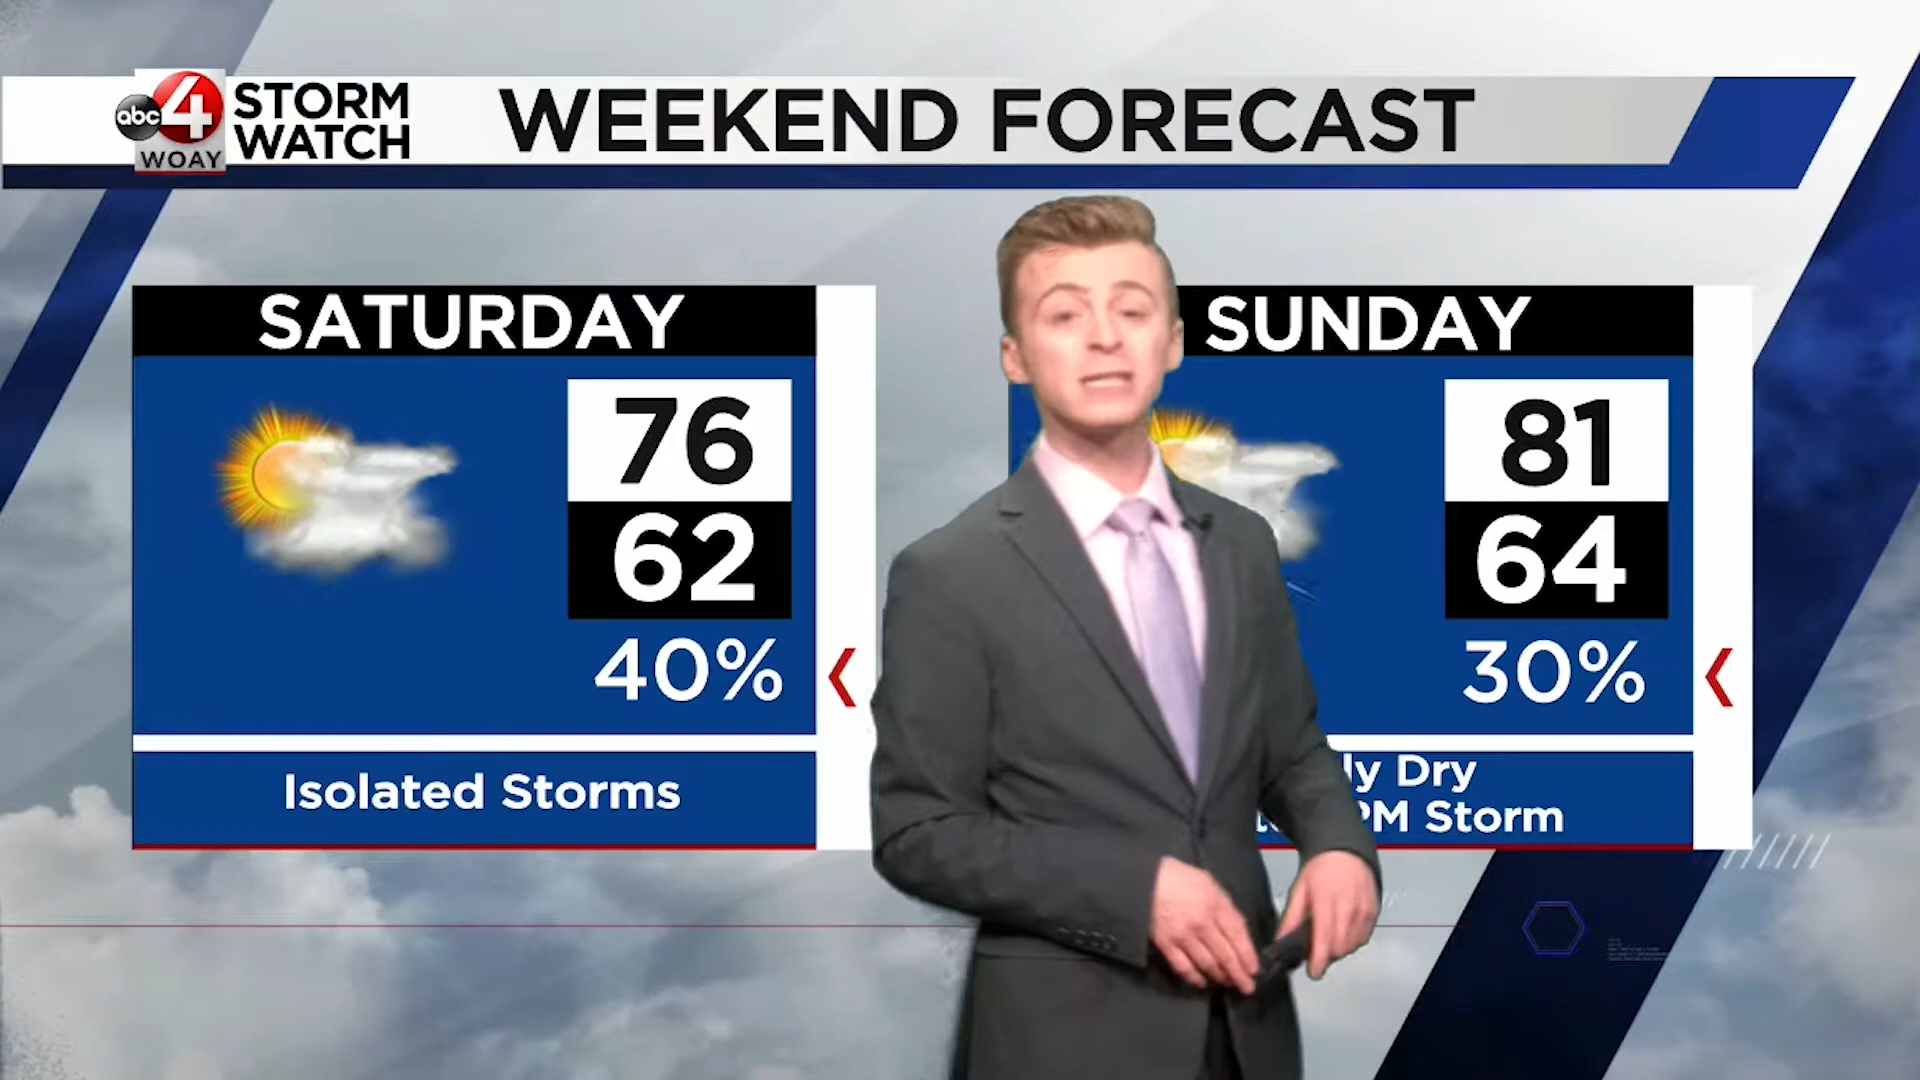 abc 4
WOAY
STORM
WATCH
WEEKEND FORECAST
SATURDAY
76
62
40%
Isolated Storms
SUNDAY
81
64
30%
Dry
PM Storm